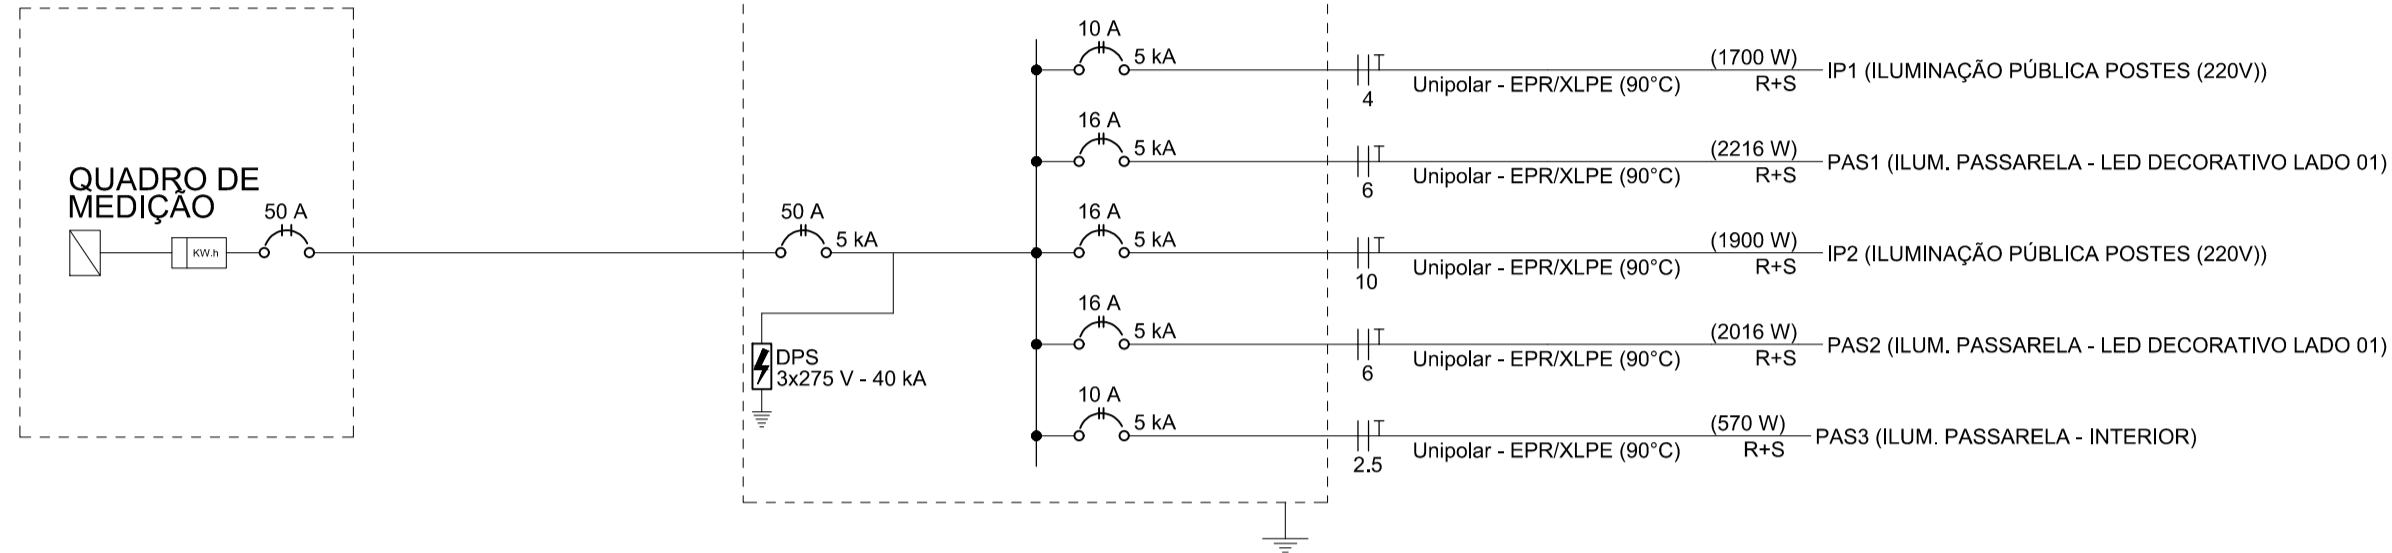 QUADRO DE
MEDIÇÃO
KW.h
50 A
50 A
5 kA
DPS
3x275 V - 40 kA
10 A
5 kA
T
4
Unipolar - EPR/XLPE (90°C)
(1700 W)
R+S
IP1 (ILUMINAÇÃO PÚBLICA POSTES (220V))
16 A
5 kA
T
6
Unipolar - EPR/XLPE (90°C)
(2216 W)
R+S
PAS1 (ILUM. PASSARELA - LED DECORATIVO LADO 01)
16 A
5 kA
T
10
Unipolar - EPR/XLPE (90°C)
(1900 W)
R+S
IP2 (ILUMINAÇÃO PÚBLICA POSTES (220V))
16 A
5 kA
T
6
Unipolar - EPR/XLPE (90°C)
(2016 W)
R+S
PAS2 (ILUM. PASSARELA - LED DECORATIVO LADO 01)
10 A
5 kA
T
2.5
Unipolar - EPR/XLPE (90°C)
(570 W)
R+S
PAS3 (ILUM. PASSARELA - INTERIOR)